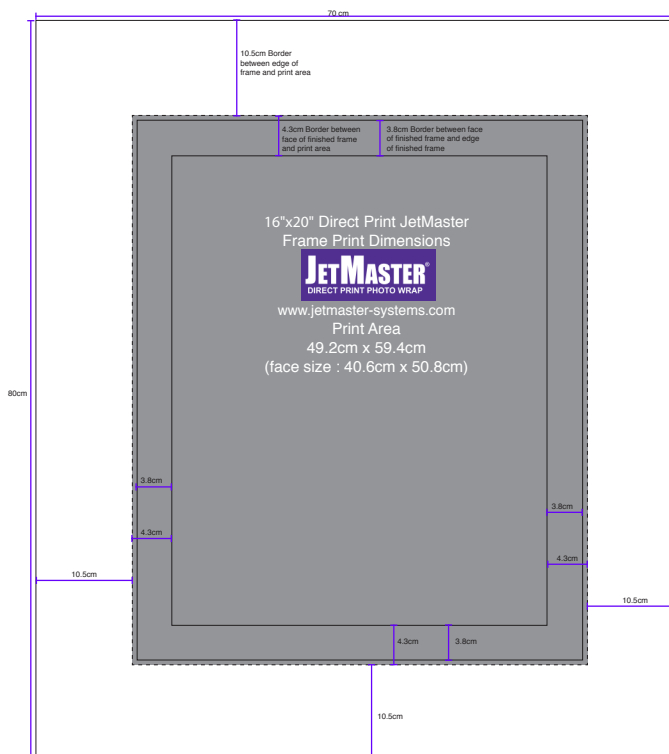 70 cm
10.5cm Border
between edge of
frame and print area
4.3cm Border between
face of finished frame
and print area
3.8cm Border between face
of finished frame and edge
of finished frame
16"x20" Direct Print JetMaster
Frame Print Dimensions
JETMASTER®
DIRECT PRINT PHOTO WRAP
www.jetmaster-systems.com
Print Area
49.2cm x 59.4cm
(face size : 40.6cm x 50.8cm)
80cm
3.8cm
3.8cm
4.3cm
4.3cm
10.5cm
10.5cm
4.3cm
3.8cm
10.5cm